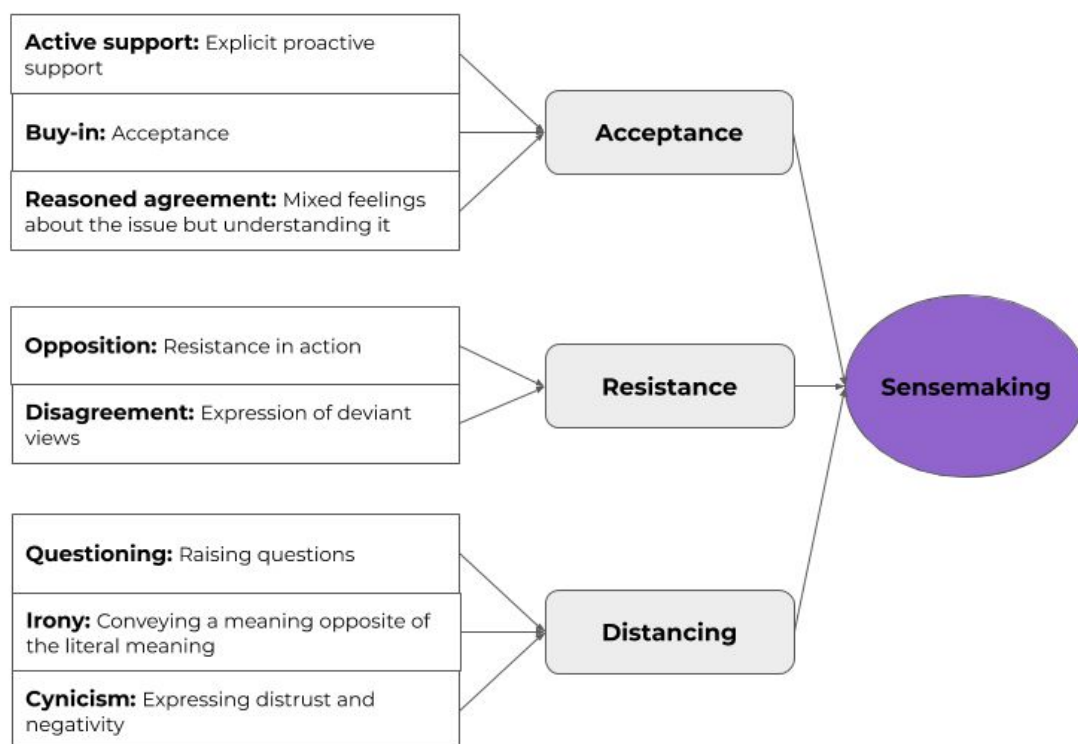 Active support: Explicit proactive
support
Buy-in: Acceptance
Reasoned agreement: Mixed feelings
about the issue but understanding it
Acceptance
Opposition: Resistance in action
Disagreement: Expression of deviant
views
Resistance
Questioning: Raising questions
Irony: Conveying a meaning opposite of
the literal meaning
Cynicism: Expressing distrust and
negativity
Distancing
Sensemaking